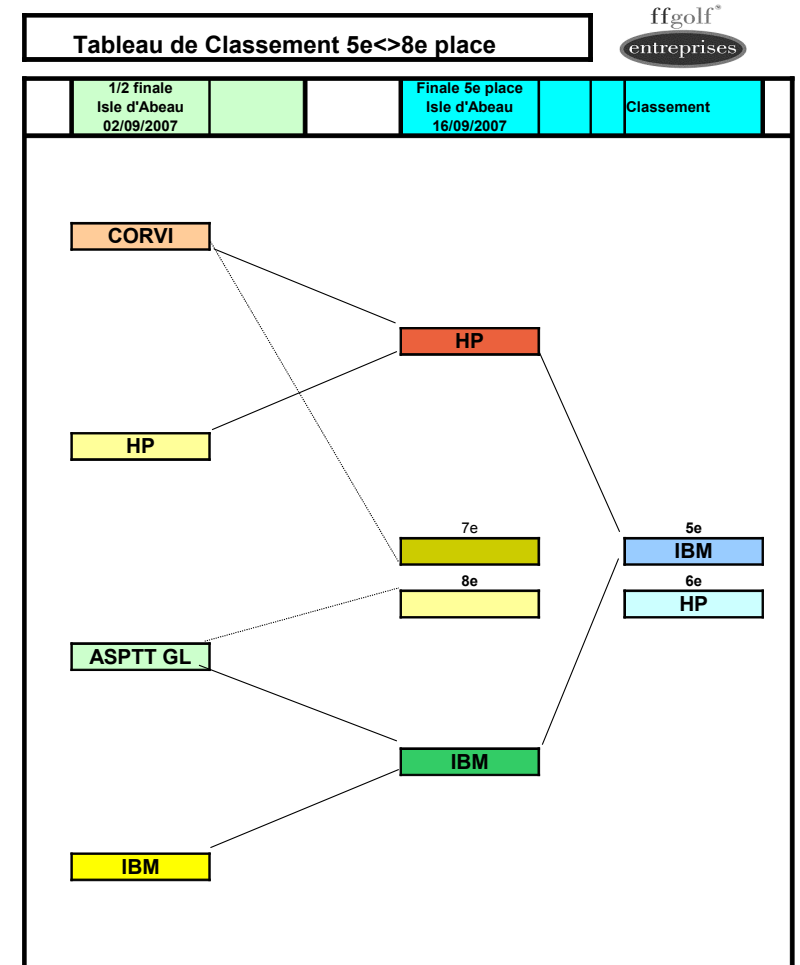 ffgolf®
entreprises
Tableau de Classement 5e<>8e place
1/2 finale
Isle d'Abeau
02/09/2007
Finale 5e place
Isle d'Abeau
16/09/2007
Classement
CORVI
HP
HP
7e
5e
IBM
8e
6e
HP
ASPTT GL
IBM
IBM